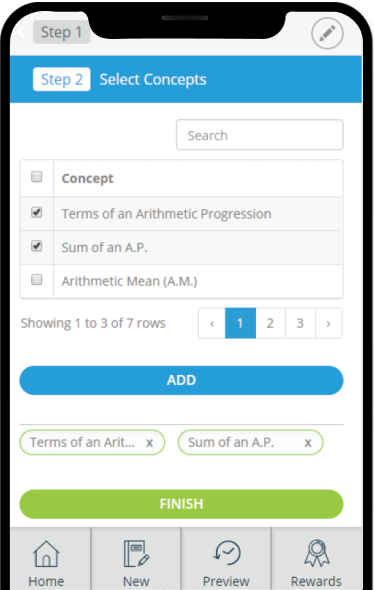 Step 1
Step 2 Select Concepts
Search
Concept
Terms of an Arithmetic Progression
Sum of an A.P.
Arithmetic Mean (A.M.)
Showing 1 to 3 of 7 rows ‹ 1 2 3 ›
ADD
Terms of an Arit... x Sum of an A.P. x
FINISH
Home New Preview Rewards